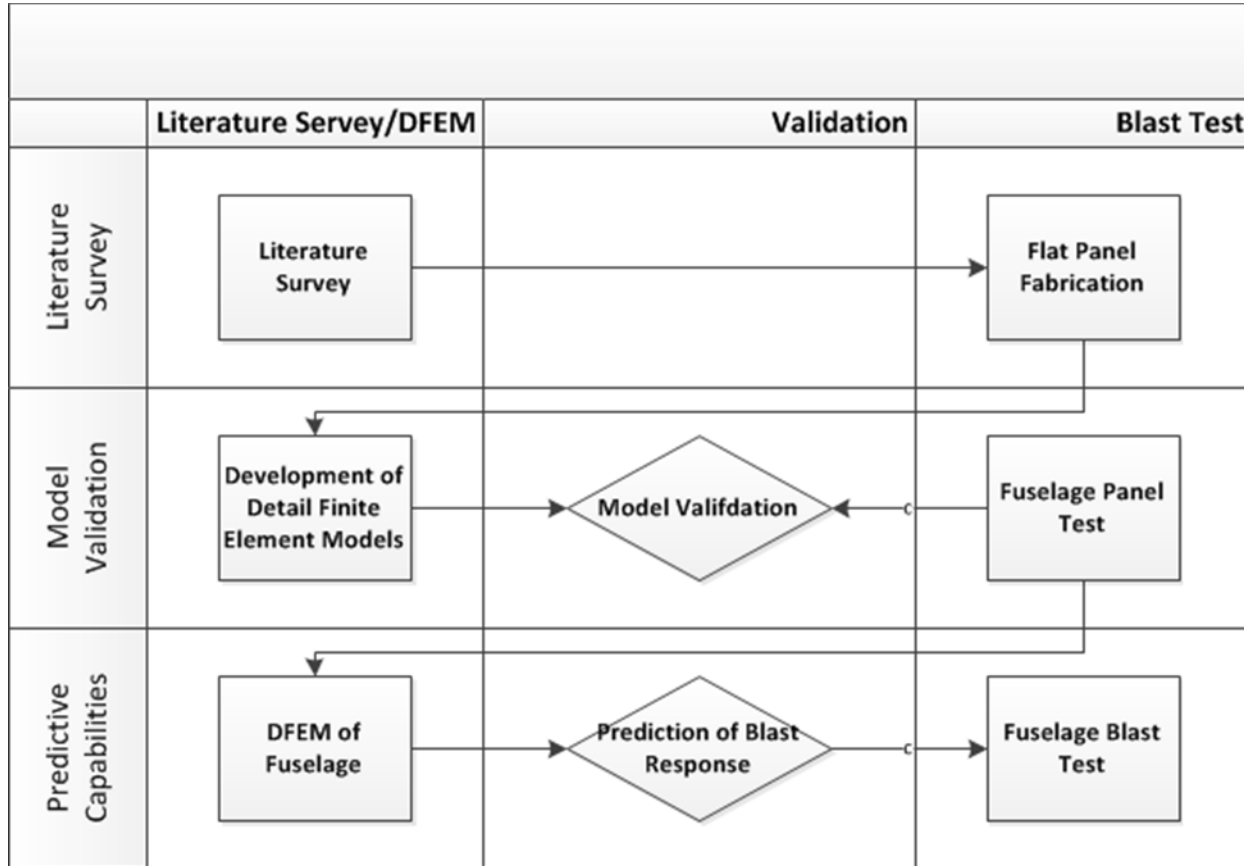 Literature Servey/DFEM
Validation
Blast Test
Literature
Survey
Literature
Survey
Flat Panel
Fabrication
Model
Validation
Development of
Detail Finite
Element Models
Model Valifdation
c
Fuselage Panel
Test
Predictive
Capabilities
DFEM of
Fuselage
Prediction of Blast
Response
c
Fuselage Blast
Test